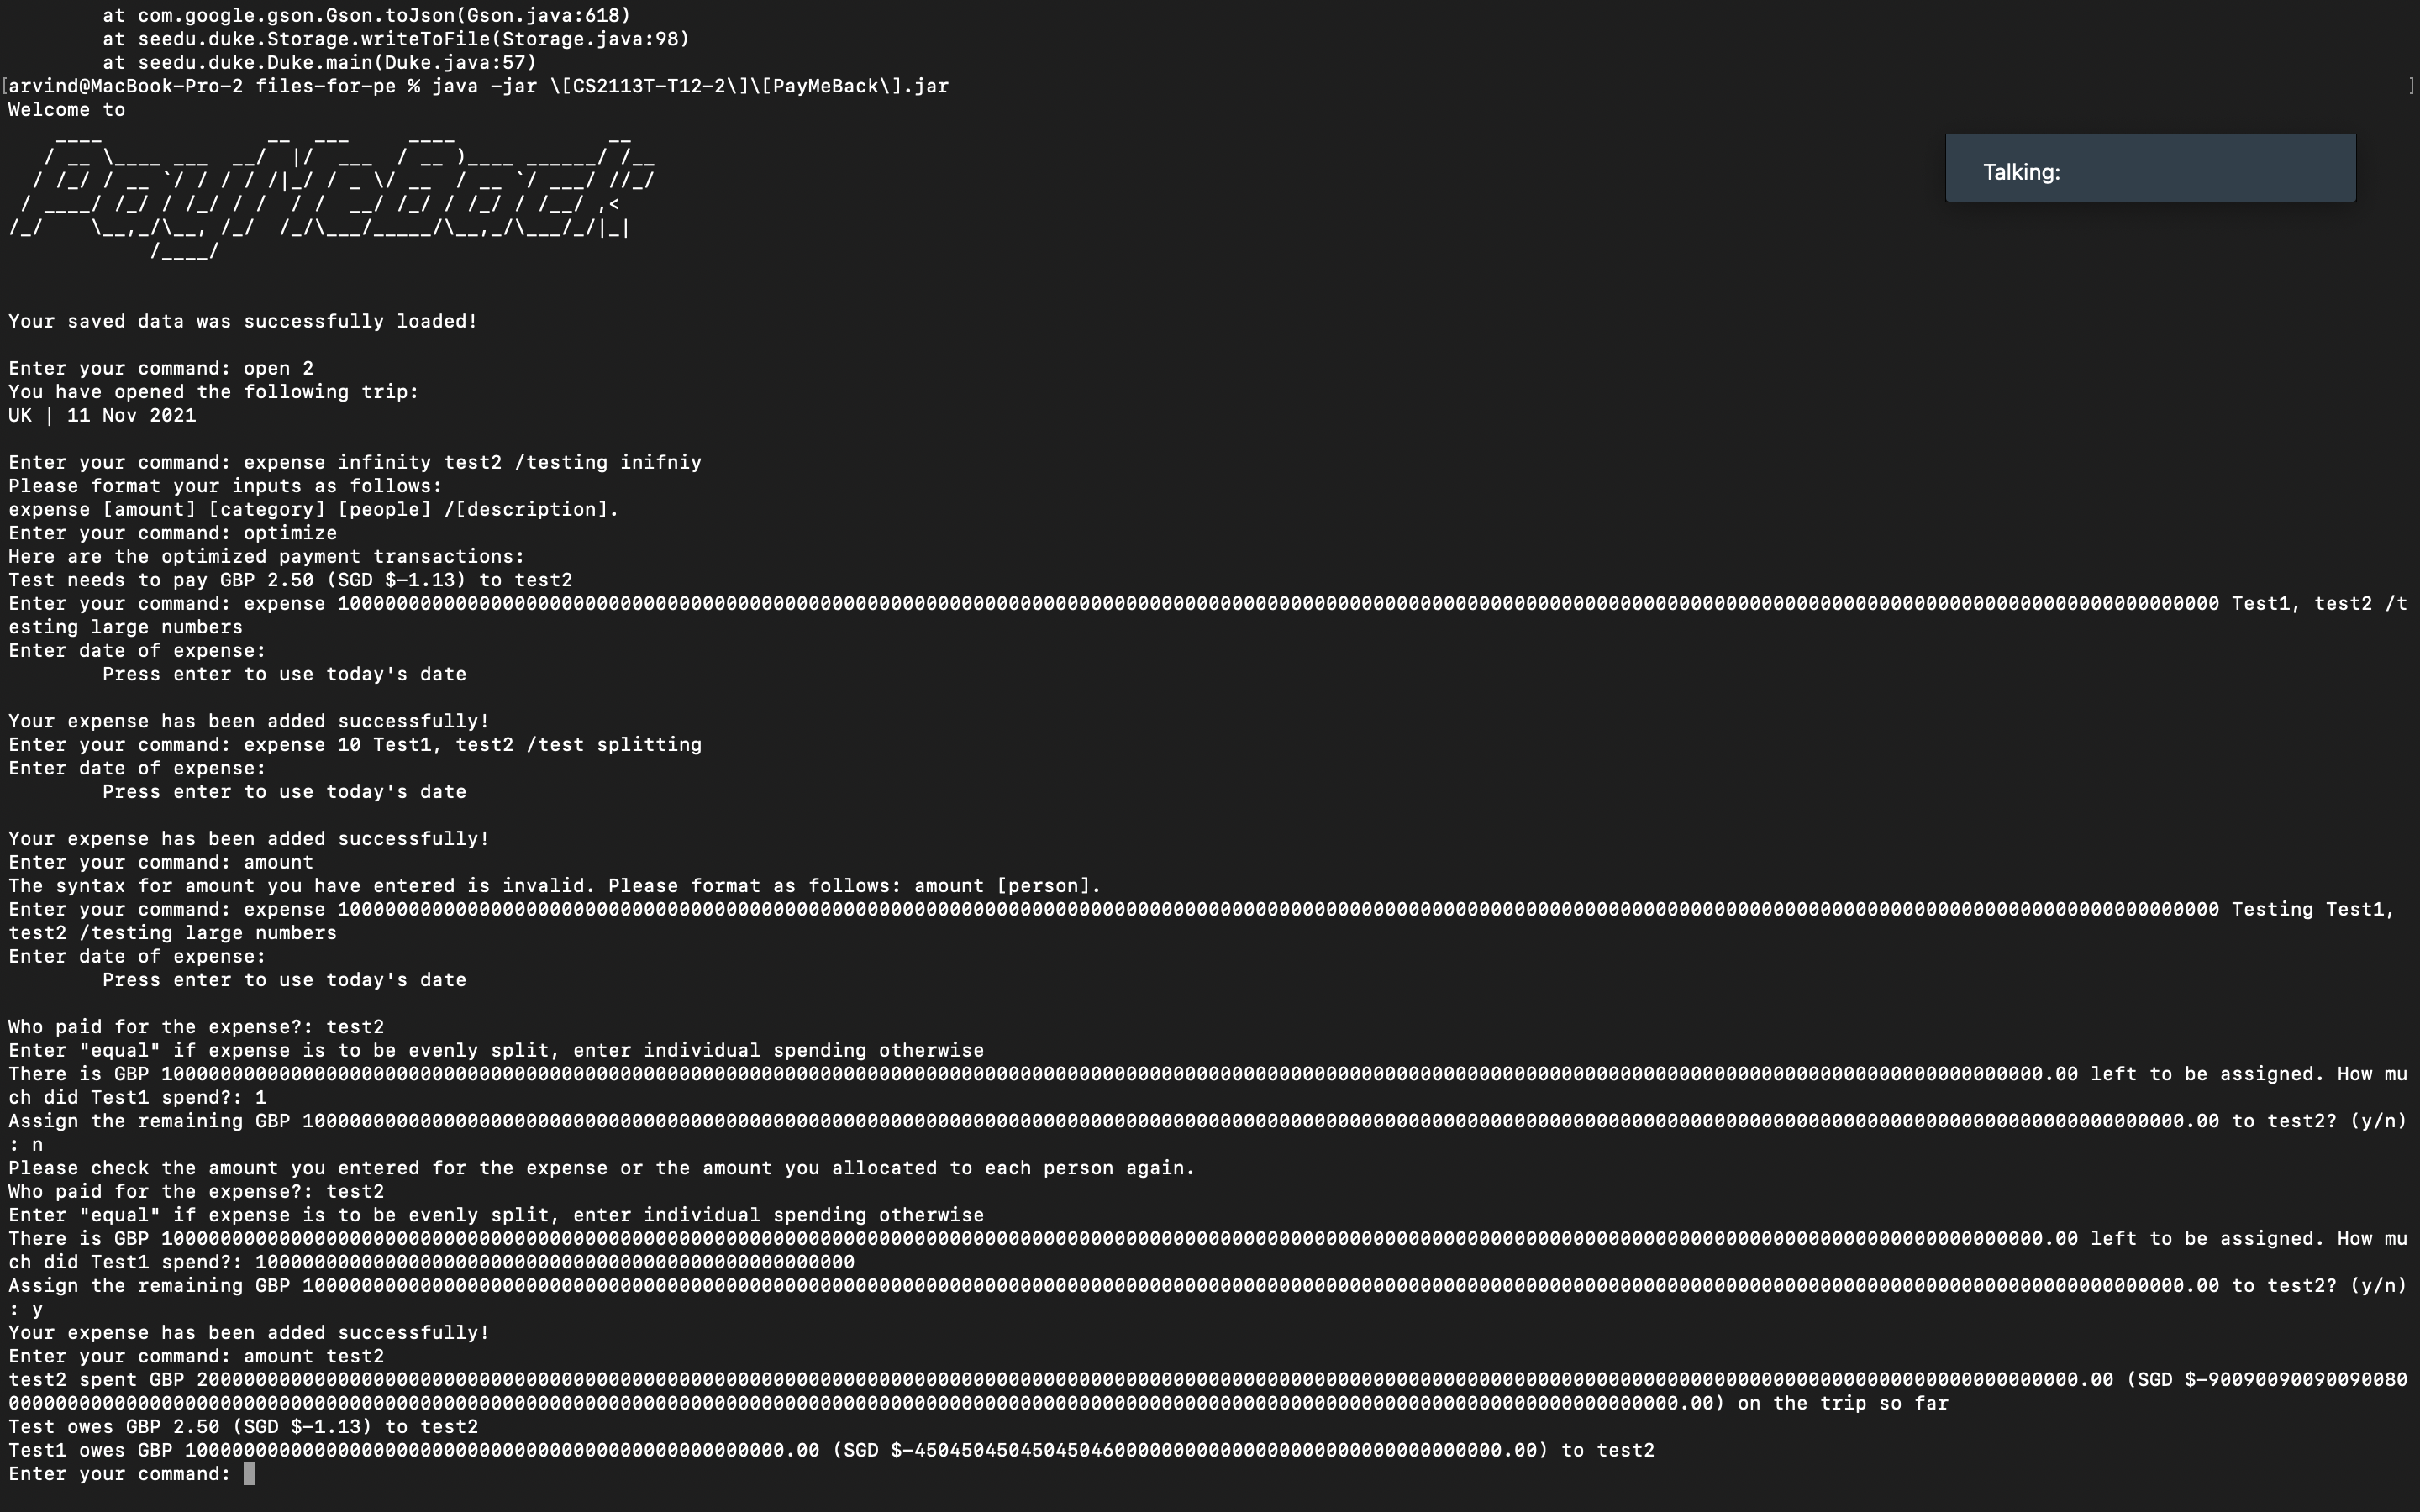 at com.google.gson.Gson.toJson(Gson.java:618)
at seedu.duke.Storage.writeToFile(Storage.java:98)
at seedu.duke.Duke.main(Duke.java:57)
[arvind@MacBook-Pro-2 files-for-pe % java -jar \[CS2113T-T12-2\]\[PayMeBack\].jar ]
Welcome to
PayMeBack
Talking:
Your saved data was successfully loaded!
Enter your command: open 2
You have opened the following trip:
UK | 11 Nov 2021
Enter your command: expense infinity test2 /testing inifniy
Please format your inputs as follows:
expense [amount] [category] [people] /[description].
Enter your command: optimize
Here are the optimized payment transactions:
Test needs to pay GBP 2.50 (SGD $-1.13) to test2
Enter your command: expense 1000000000000000000000000000000000000000000000000000000000000000000000000000000000000000000000000000000000000000000000000000000000000000000000000000000000000000 Test1, test2 /t
esting large numbers
Enter date of expense:
Press enter to use today's date
Your expense has been added successfully!
Enter your command: expense 10 Test1, test2 /test splitting
Enter date of expense:
Press enter to use today's date
Your expense has been added successfully!
Enter your command: amount
The syntax for amount you have entered is invalid. Please format as follows: amount [person].
Enter your command: expense 1000000000000000000000000000000000000000000000000000000000000000000000000000000000000000000000000000000000000000000000000000000000000000000000000000000000000000 Testing Test1,
test2 /testing large numbers
Enter date of expense:
Press enter to use today's date
Who paid for the expense?: test2
Enter "equal" if expense is to be evenly split, enter individual spending otherwise
There is GBP 1000000000000000000000000000000000000000000000000000000000000000000000000000000000000000000000000000000000000000000000000000000000000000000000000000000000000000.00 left to be assigned. How mu
ch did Test1 spend?: 1
Assign the remaining GBP 1000000000000000000000000000000000000000000000000000000000000000000000000000000000000000000000000000000000000000000000000000000000000000000000000000000000000000.00 to test2? (y/n)
: n
Please check the amount you entered for the expense or the amount you allocated to each person again.
Who paid for the expense?: test2
Enter "equal" if expense is to be evenly split, enter individual spending otherwise
There is GBP 1000000000000000000000000000000000000000000000000000000000000000000000000000000000000000000000000000000000000000000000000000000000000000000000000000000000000000.00 left to be assigned. How mu
ch did Test1 spend?: 100000000000000000000000000000000000000000000000000
Assign the remaining GBP 1000000000000000000000000000000000000000000000000000000000000000000000000000000000000000000000000000000000000000000000000000000000000000000000000000000000000000.00 to test2? (y/n)
: y
Your expense has been added successfully!
Enter your command: amount test2
test2 spent GBP 2000000000000000000000000000000000000000000000000000000000000000000000000000000000000000000000000000000000000000000000000000000000000000000000000000000000000000.00 (SGD $-90090090090090080
0000000000000000000000000000000000000000000000000000000000000000000000000000000000000000000000000000000000000000000000000000000000000000000000.00) on the trip so far
Test owes GBP 2.50 (SGD $-1.13) to test2
Test1 owes GBP 100000000000000000000000000000000000000000000000000.00 (SGD $-45045045045045046000000000000000000000000000000000.00) to test2
Enter your command: